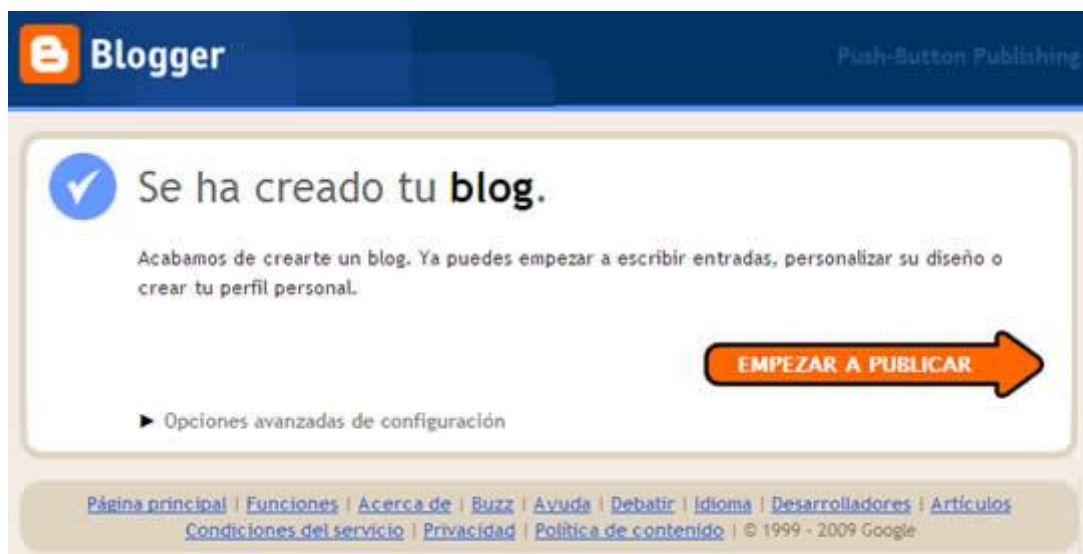 Blogger™
Push-Button Publishing
Se ha creado tu blog.
Acabamos de crearte un blog. Ya puedes empezar a escribir entradas, personalizar su diseño o
crear tu perfil personal.
EMPEZAR A PUBLICAR
► Opciones avanzadas de configuración
Página principal | Funciones | Acerca de | Buzz | Ayuda | Debatir | Idioma | Desarrolladores | Artículos
Condiciones del servicio | Privacidad | Política de contenido | © 1999 - 2009 Google